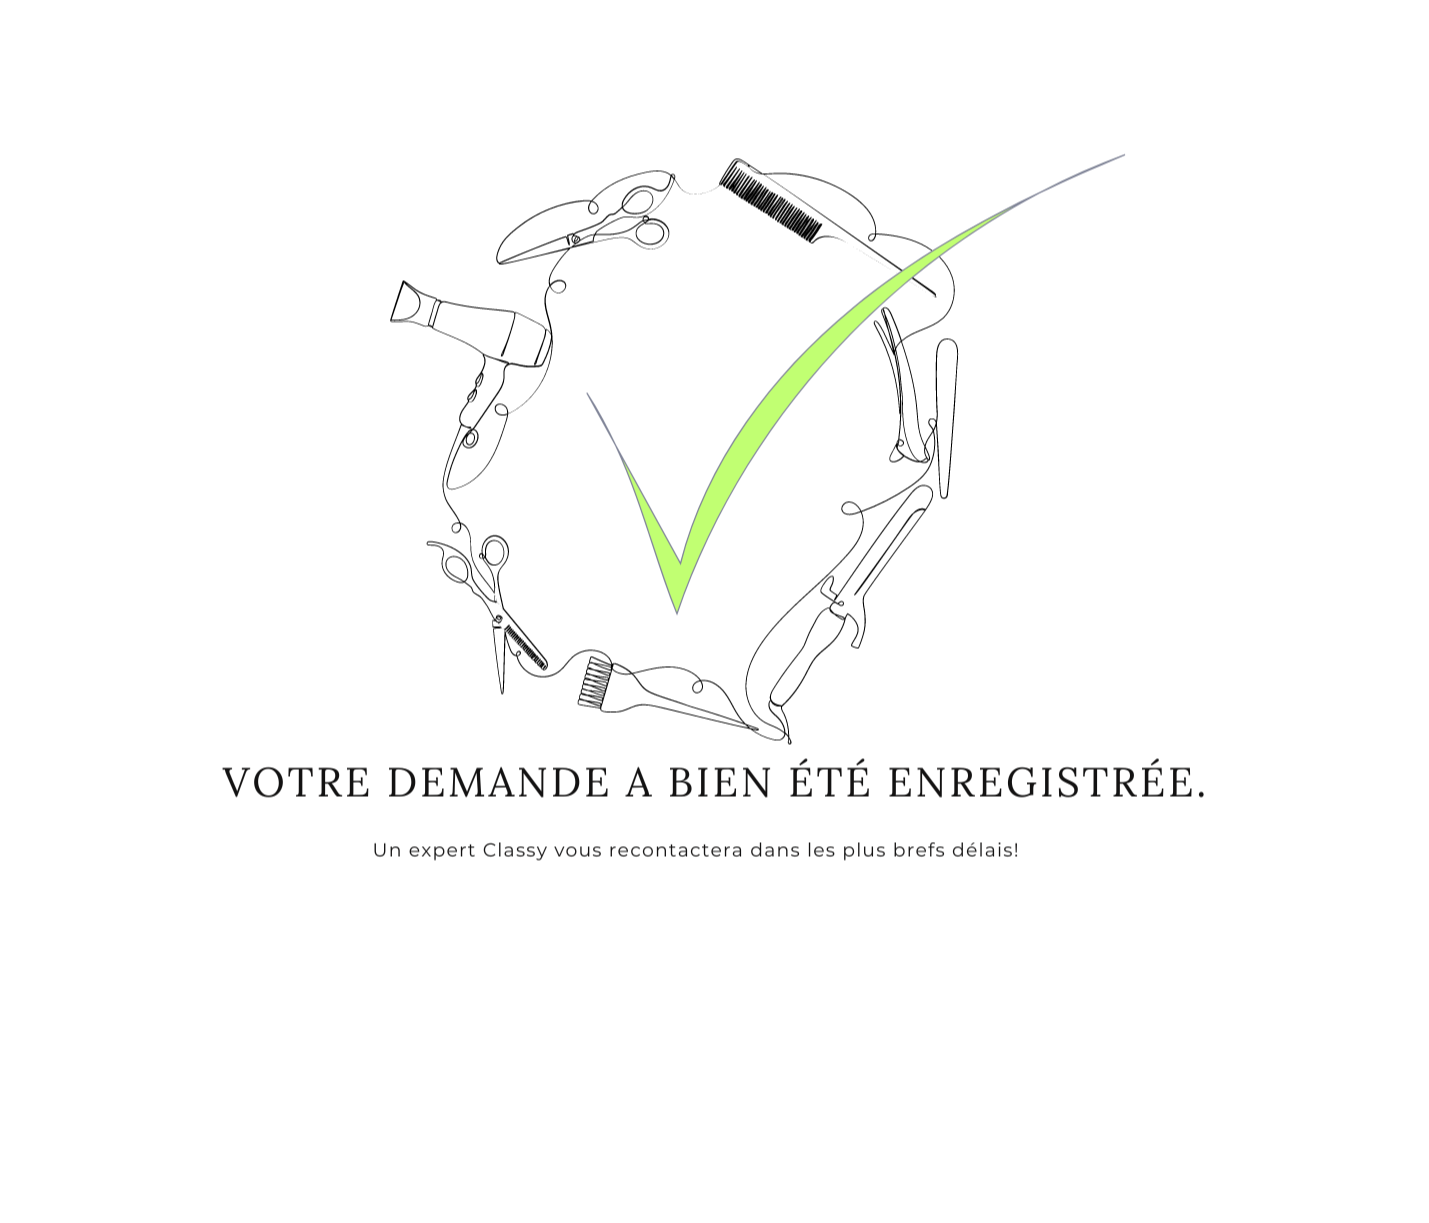 VOTRE DEMANDE A BIEN ÉTÉ ENREGISTRÉE.
Un expert Classy vous recontactera dans les plus brefs délais!